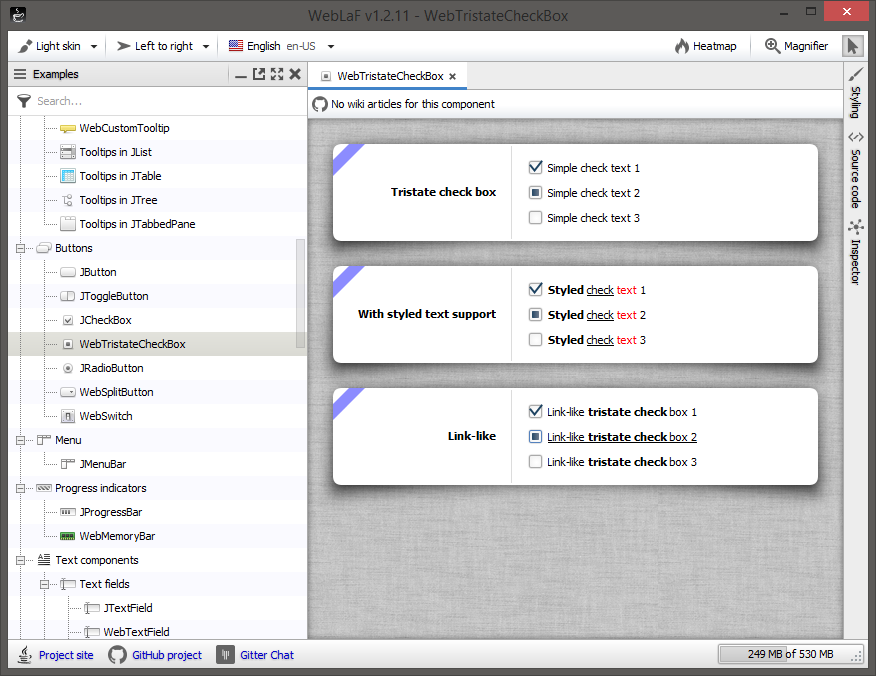 WebLaF v1.2.11 - WebTristateCheckBox
Light skin Left to right English en-US Heatmap Magnifier
Examples
Search...
WebCustomTooltip
Tooltips in JList
Tooltips in JTable
Tooltips in JTree
Tooltips in JTabbedPane
Buttons
JButton
JToggleButton
JCheckBox
WebTristateCheckBox
JRadioButton
WebSplitButton
WebSwitch
Menu
JMenuBar
Progress indicators
JProgressBar
WebMemoryBar
Text components
Text fields
JTextField
WebTextField
WebTristateCheckBox
No wiki articles for this component
Tristate check box
Simple check text 1
Simple check text 2
Simple check text 3
With styled text support
Styled check text 1
Styled check text 2
Styled check text 3
Link-like
Link-like tristate check box 1
Link-like tristate check box 2
Link-like tristate check box 3
Styling
Source code
Inspector
Project site GitHub project Gitter Chat 249 MB of 530 MB